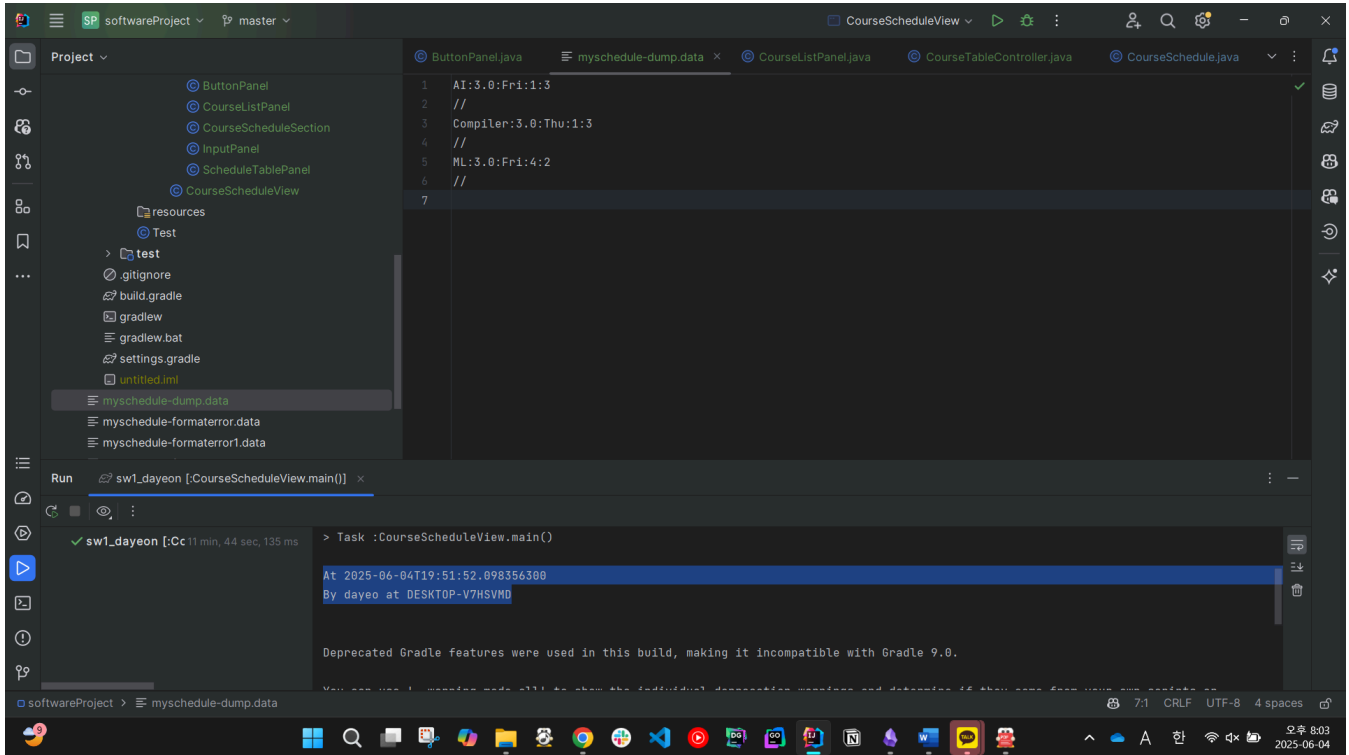 SP softwareProject master CourseScheduleView
Project
ButtonPanel.java myschedule-dump.data CourseListPanel.java CourseTableController.java CourseSchedule.java
ButtonPanel
CourseListPanel
CourseScheduleSection
InputPanel
ScheduleTablePanel
CourseScheduleView
resources
Test
test
.gitignore
build.gradle
gradlew
gradlew.bat
settings.gradle
untitled.iml
myschedule-dump.data
myschedule-formaterror.data
myschedule-formaterror1.data
1 AI:3.0:Fri:1:3
2 //
3 Compiler:3.0:Thu:1:3
4 //
5 ML:3.0:Fri:4:2
6 //
7
Run sw1_dayeon [:CourseScheduleView.main()]
sw1_dayeon [:Cc 11 min, 44 sec, 135 ms
> Task :CourseScheduleView.main()
At 2025-06-04T19:51:52.098356300
By dayeo at DESKTOP-V7HSVMD
Deprecated Gradle features were used in this build, making it incompatible with Gradle 9.0.
softwareProject > myschedule-dump.data 7:1 CRLF UTF-8 4 spaces
9 PG TALK A 한 오후 8:03
2025-06-04